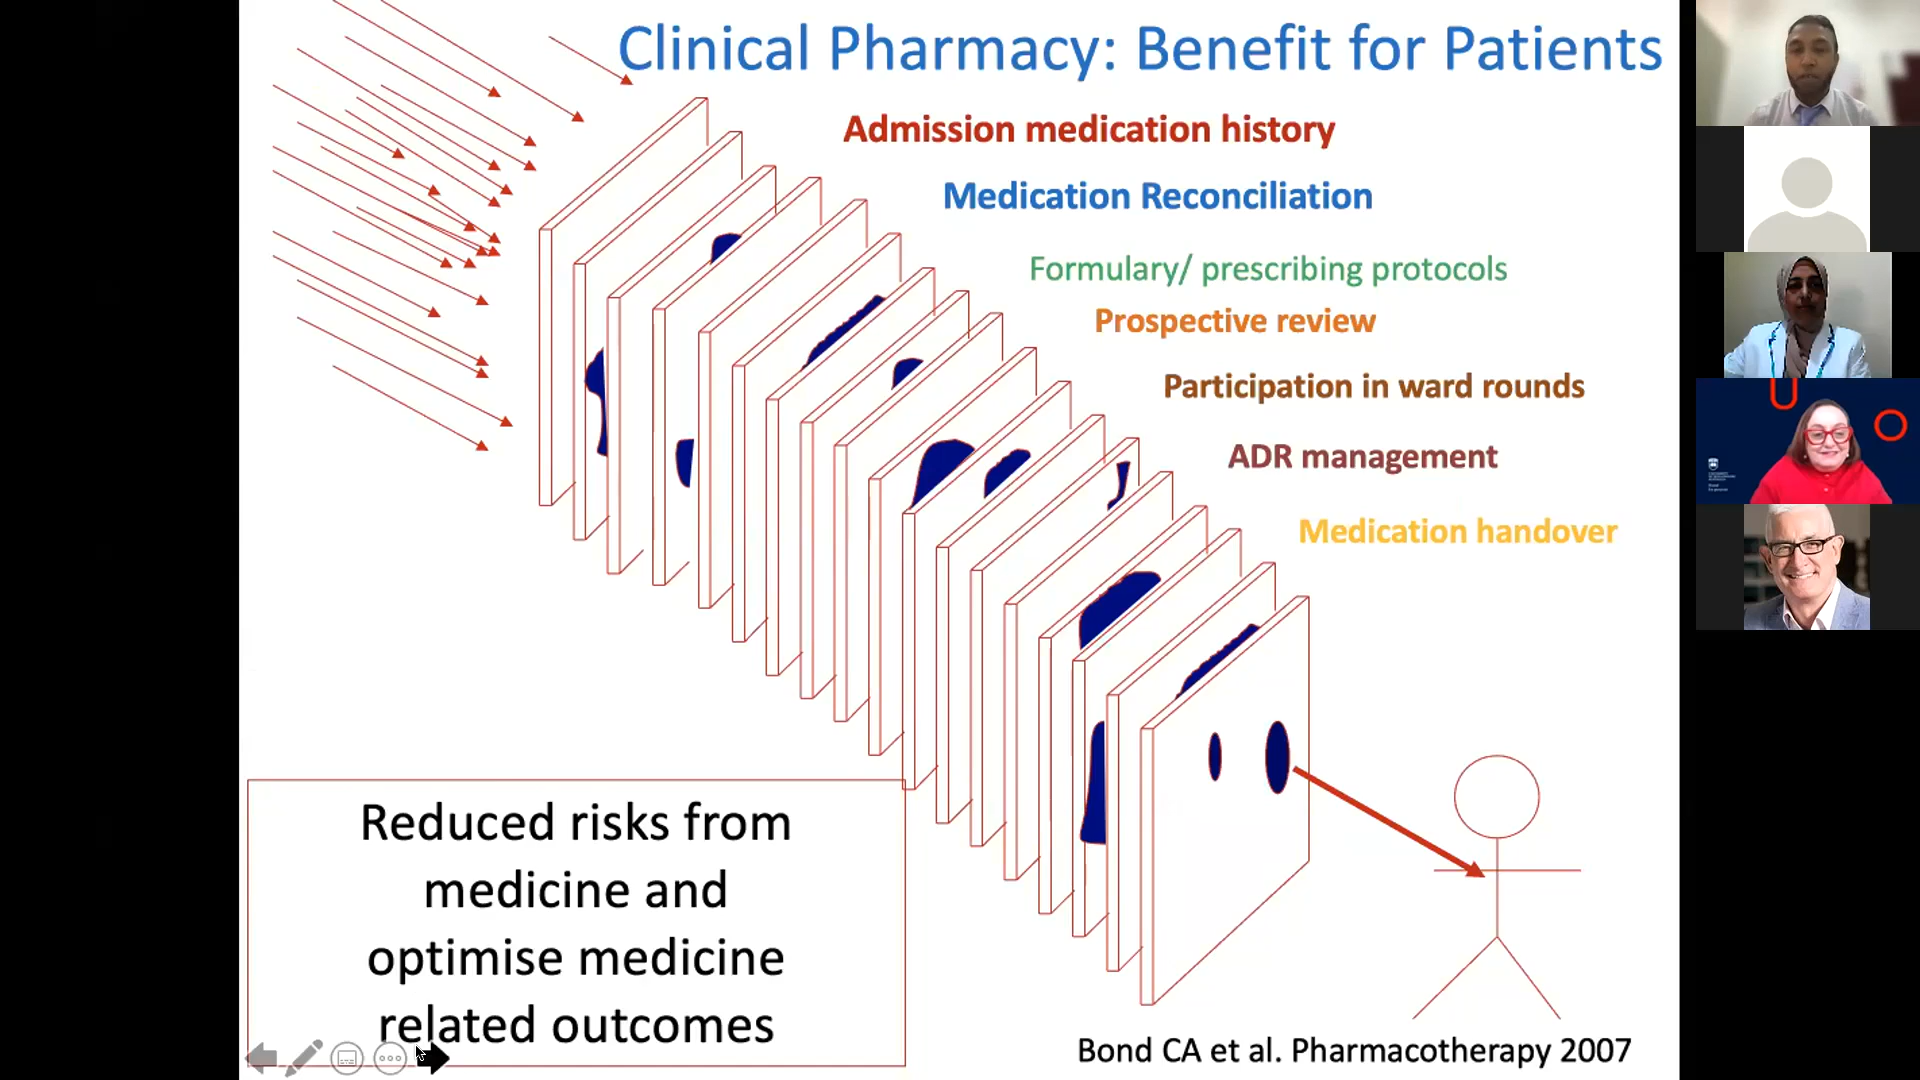 Clinical Pharmacy: Benefit for Patients
Admission medication history
Medication Reconciliation
Formulary/ prescribing protocols
Prospective review
Participation in ward rounds
ADR management
Medication handover
Reduced risks from
medicine and
optimise medicine
related outcomes
Bond CA et al. Pharmacotherapy 2007